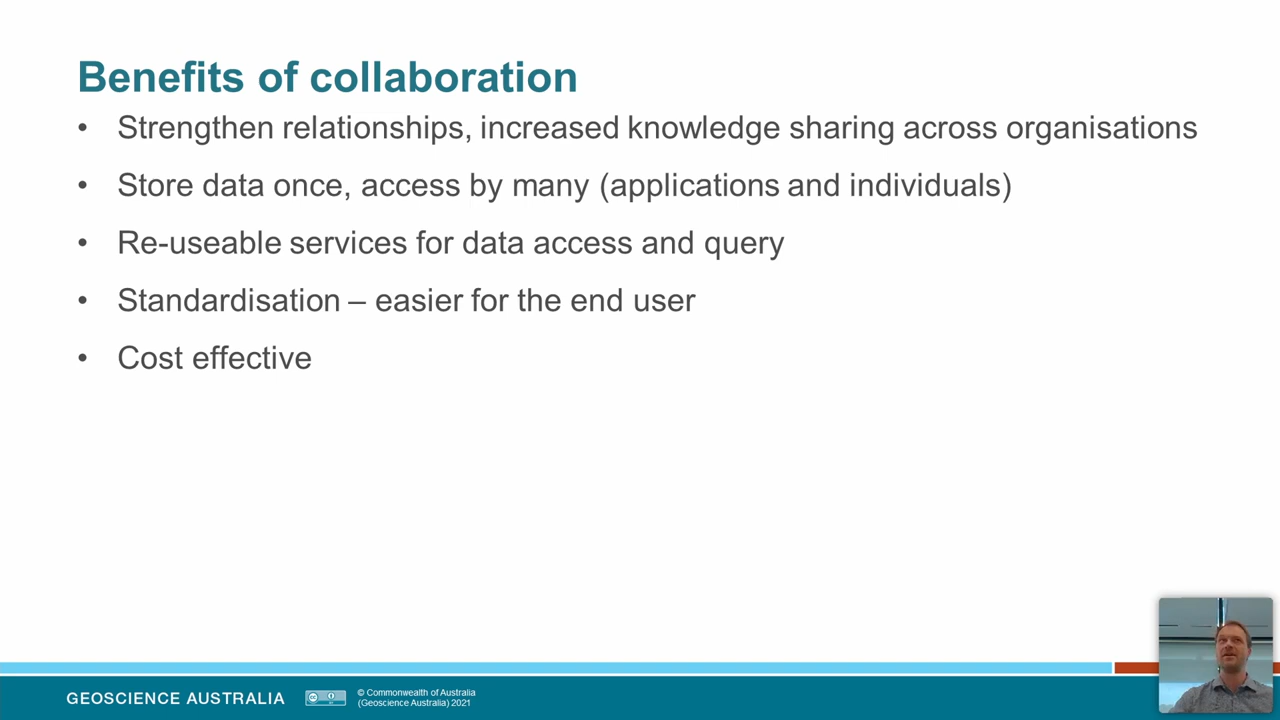 Benefits of collaboration
• Strengthen relationships, increased knowledge sharing across organisations
• Store data once, access by many (applications and individuals)
• Re-useable services for data access and query
• Standardisation – easier for the end user
• Cost effective
GEOSCIENCE AUSTRALIA
© Commonwealth of Australia
(Geoscience Australia) 2021